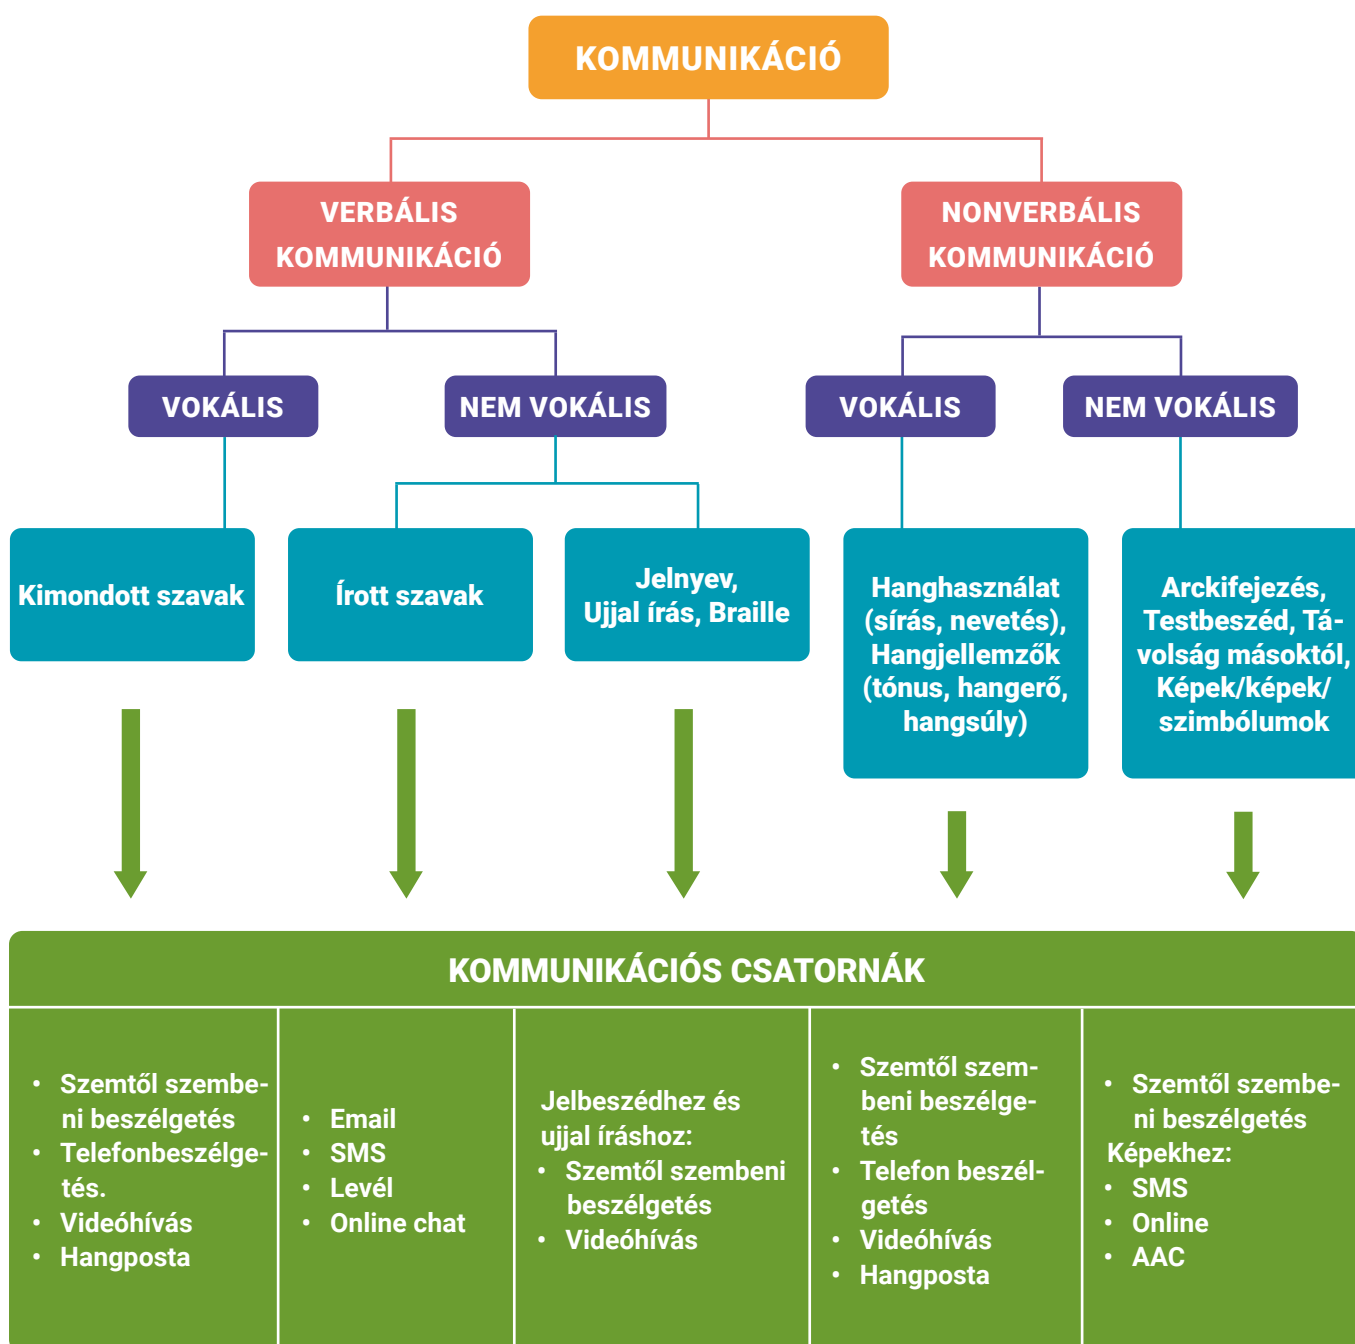 KOMMUNIKÁCIÓ
VERBÁLIS
KOMMUNIKÁCIÓ
NONVERBÁLIS
KOMMUNIKÁCIÓ
VOKÁLIS
NEM VOKÁLIS
VOKÁLIS
NEM VOKÁLIS
Kimondott szavak
Írott szavak
Jelnyev,
Ujjal írás, Braille
Hanghasználat
(sírás, nevetés),
Hangjellemzők
(tónus, hangerő,
hangsúly)
Arckifejezés,
Testbeszéd, Tá-
volság másoktól,
Képek/képek/
szimbólumok
KOMMUNIKÁCIÓS CSATORNÁK
• Szemtől szembe-
ni beszélgetés
• Telefonbeszélge-
tés.
• Videóhívás
• Hangposta
• Email
• SMS
• Levél
• Online chat
Jelbeszédhez és
ujjal íráshoz:
• Szemtől szembeni
beszélgetés
• Videóhívás
• Szemtől szem-
beni beszélge-
tés
• Telefon beszél-
getés
• Videóhívás
• Hangposta
• Szemtől szembe-
ni beszélgetés
Képekhez:
• SMS
• Online
• AAC